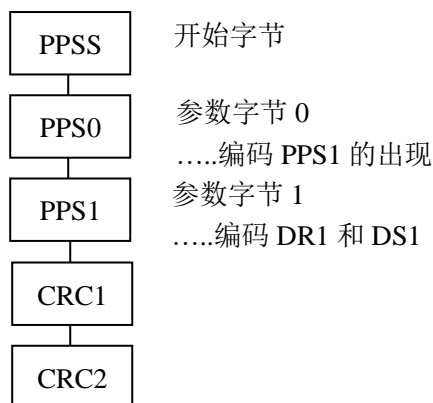 PPSS 开始字节
PPS0 参数字节 0
…..编码 PPS1 的出现
PPS1 参数字节 1
…..编码 DR1 和 DS1
CRC1
CRC2